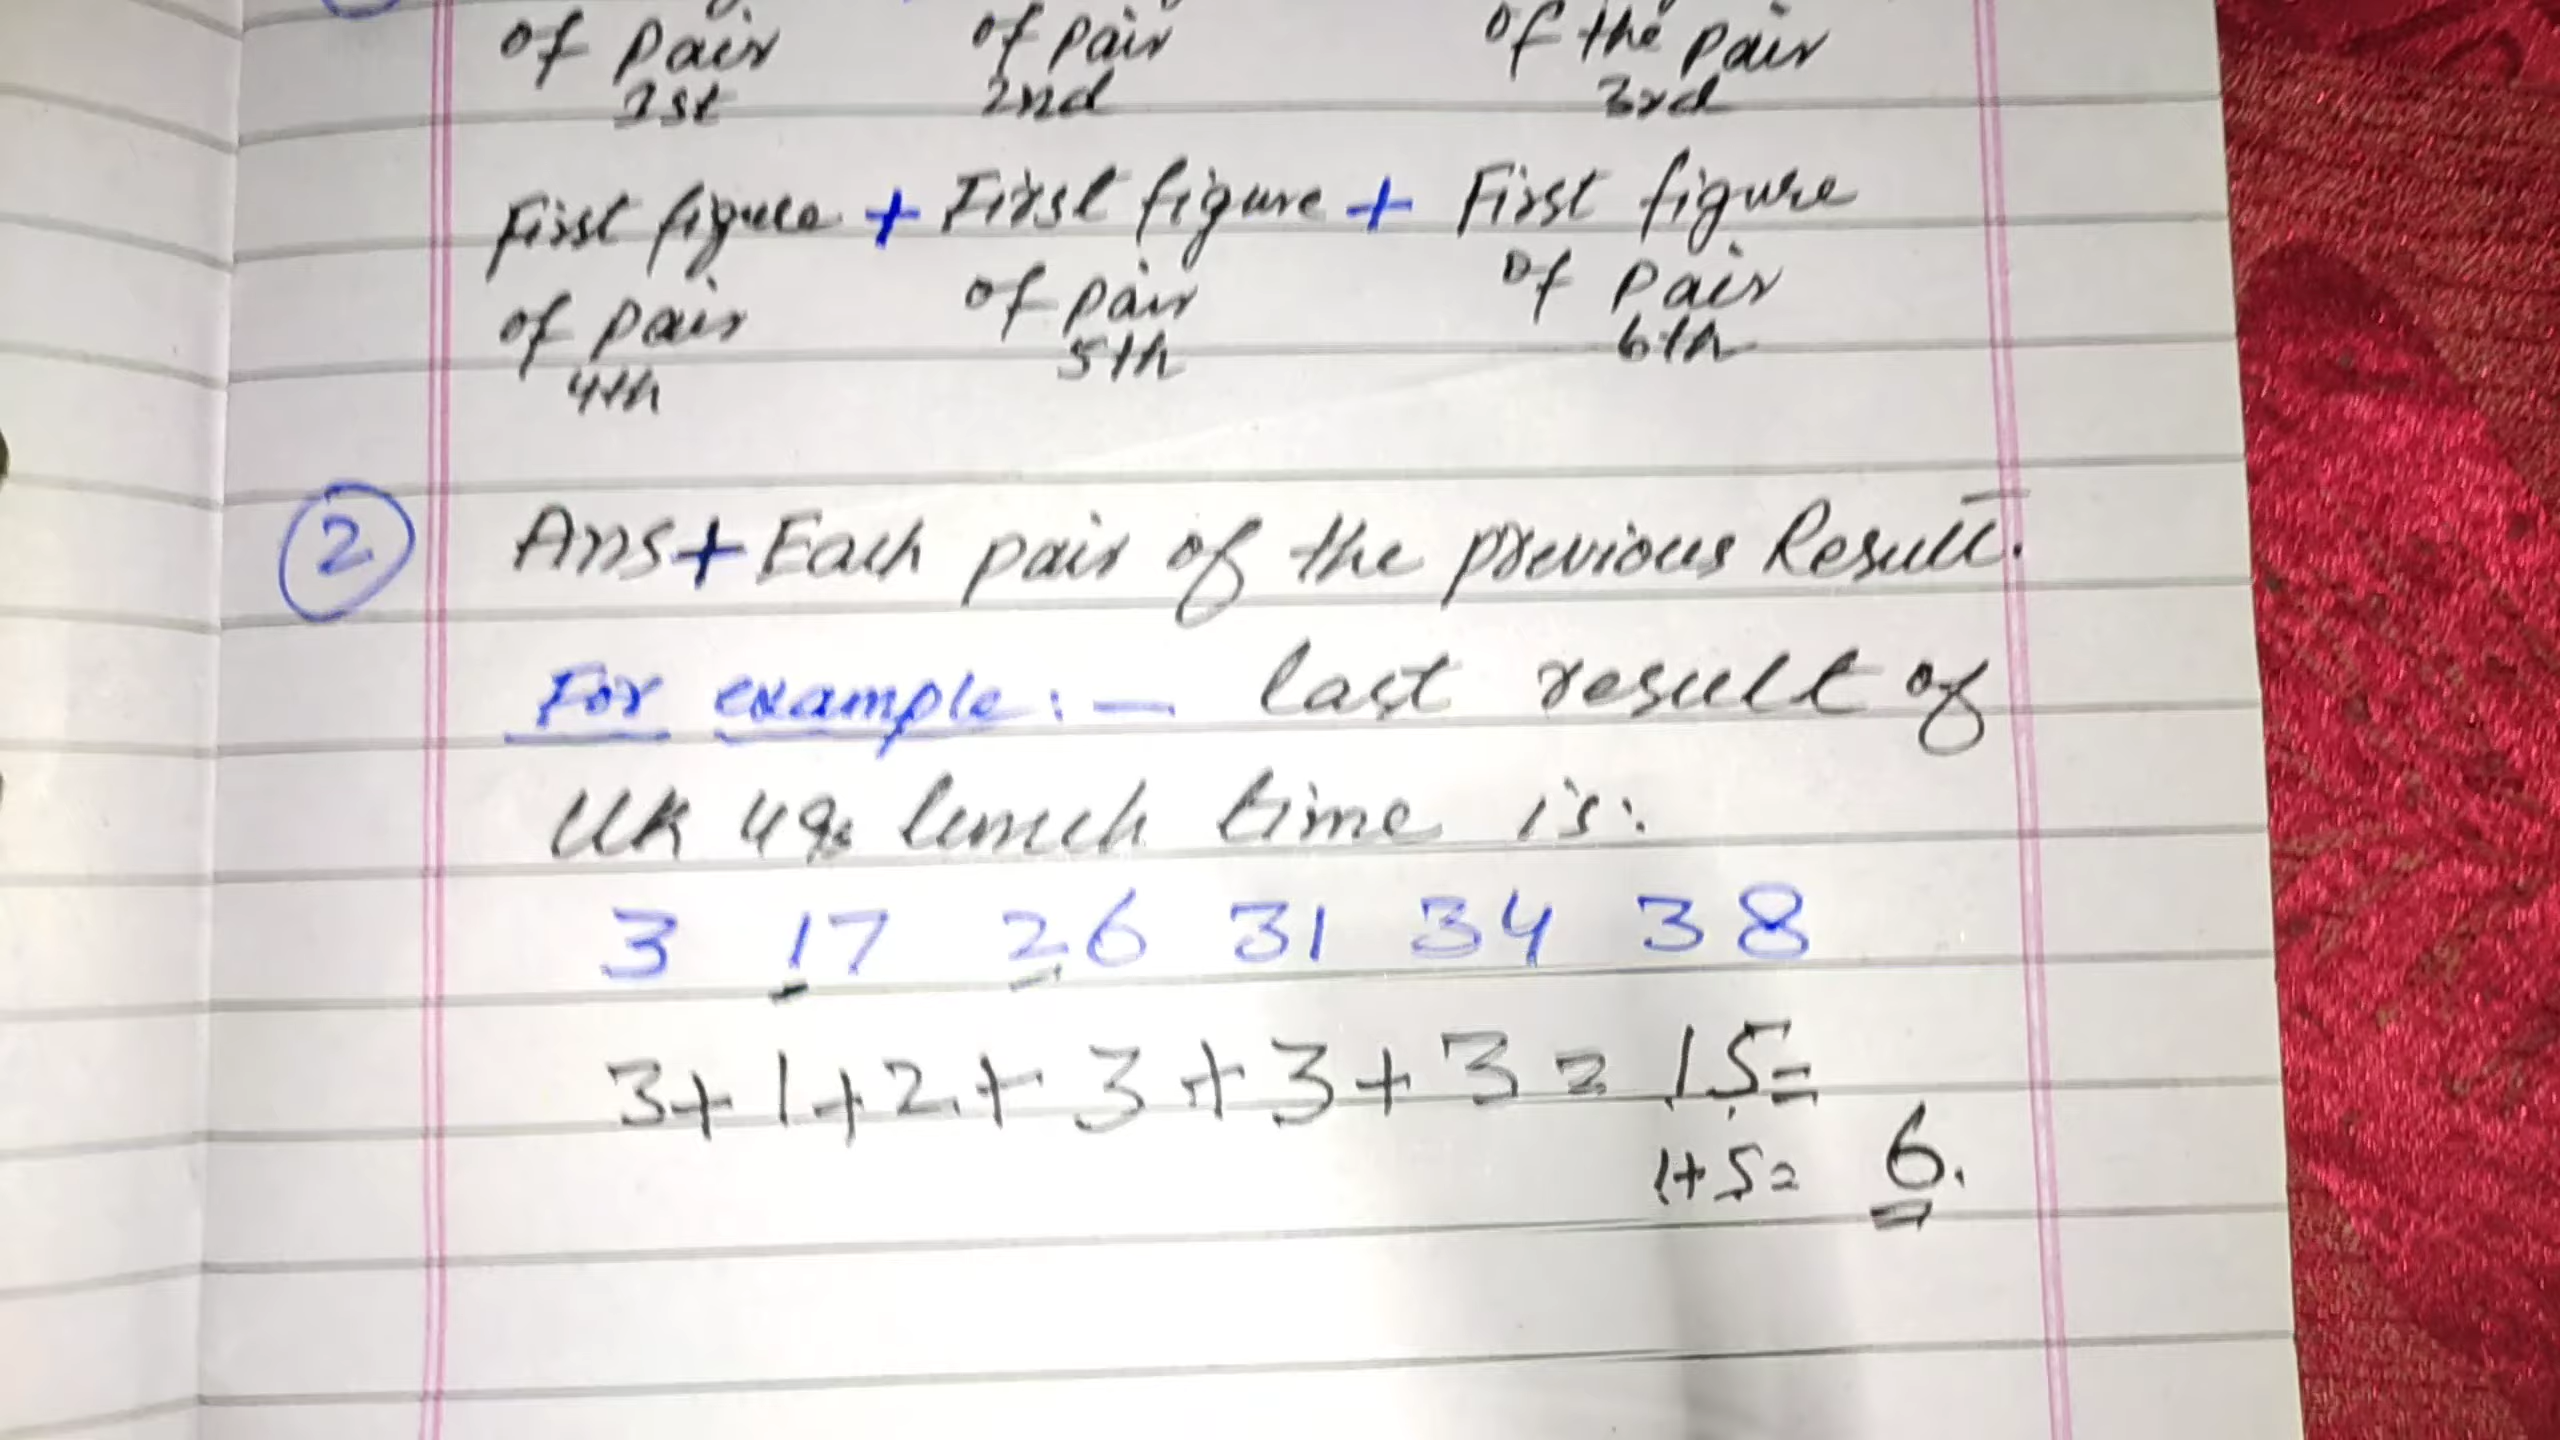 of pair of pair of the pair
1st 2nd 3rd
First figure + First figure + First figure
of pair of pair of pair
4th 5th 6th
2 Ans + Each pair of the previous Result.
For example:- last result of
UK 49s lunch time is:
3 17 26 31 34 38
3+1+2+3+3+3 = 15=
1+5= 6.